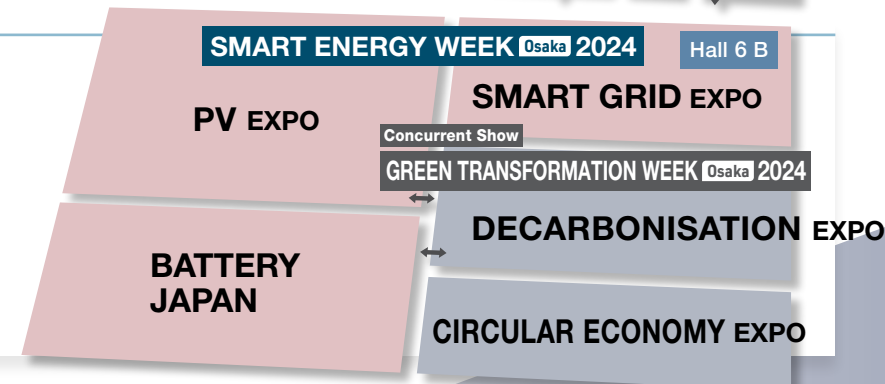 SMART ENERGY WEEK Osaka 2024
Hall 6 B
PV EXPO
SMART GRID EXPO
Concurrent Show
GREEN TRANSFORMATION WEEK Osaka 2024
DECARBONISATION EXPO
BATTERY
JAPAN
CIRCULAR ECONOMY EXPO